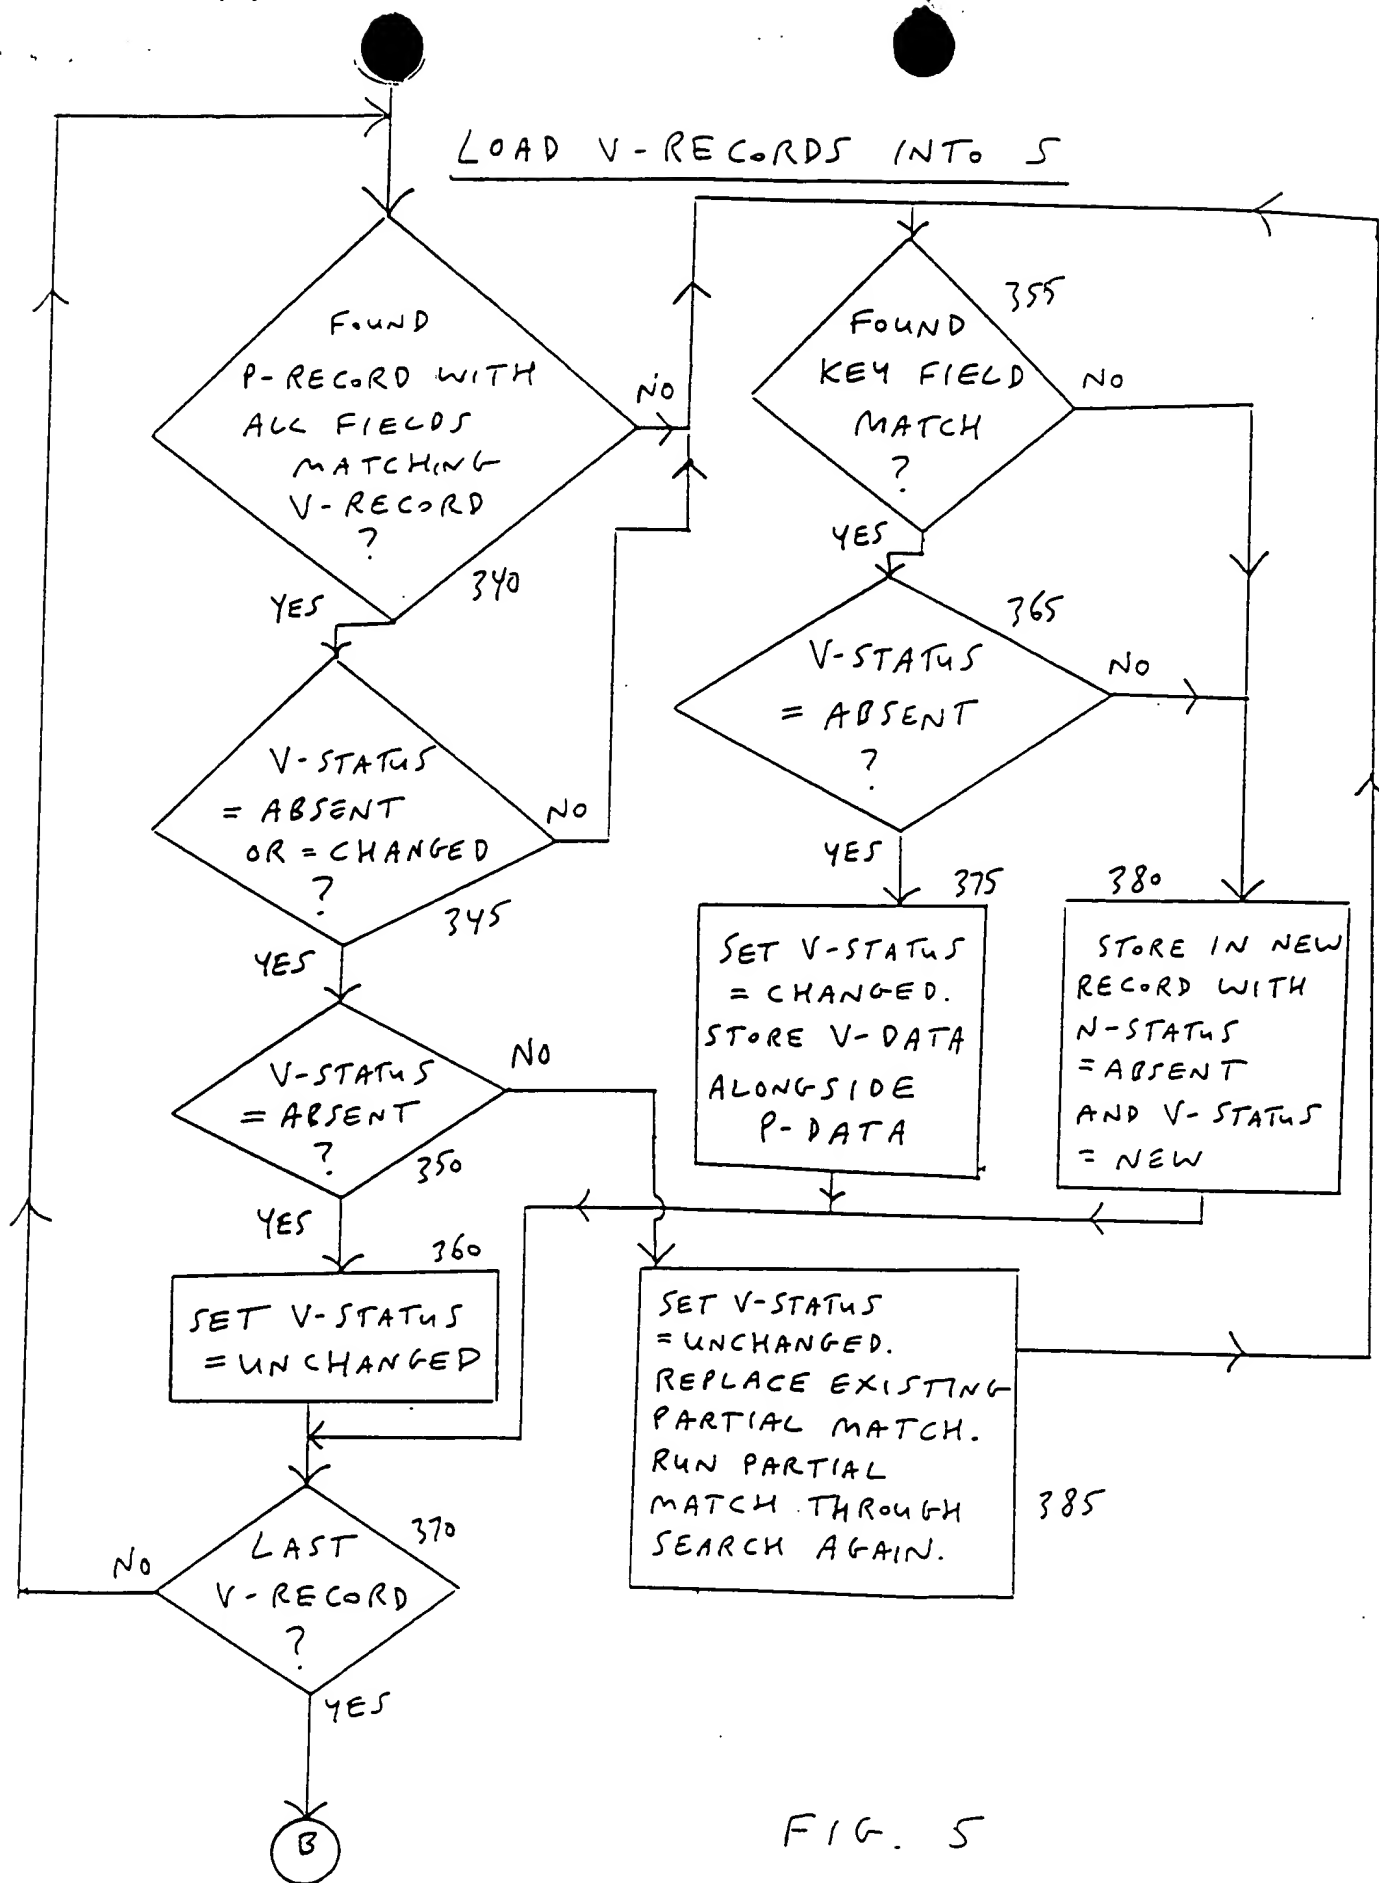 LOAD V-RECORDS INTO S
FOUND
P-RECORD WITH
ALL FIELDS
MATCHING
V-RECORD
?
340
NO
YES
V-STATUS
= ABSENT
OR = CHANGED
?
345
NO
YES
V-STATUS
= ABSENT
?
350
NO
YES
360
SET V-STATUS
= UNCHANGED
370
LAST
V-RECORD
?
NO
YES
B
355
FOUND
KEY FIELD
MATCH
?
NO
YES
365
V-STATUS
= ABSENT
?
NO
YES
375
SET V-STATUS
= CHANGED.
STORE V-DATA
ALONGSIDE
P-DATA
380
STORE IN NEW
RECORD WITH
N-STATUS
= ABSENT
AND V-STATUS
= NEW
SET V-STATUS
= UNCHANGED.
REPLACE EXISTING
PARTIAL MATCH.
RUN PARTIAL
MATCH THROUGH
SEARCH AGAIN.
385
FIG. 5